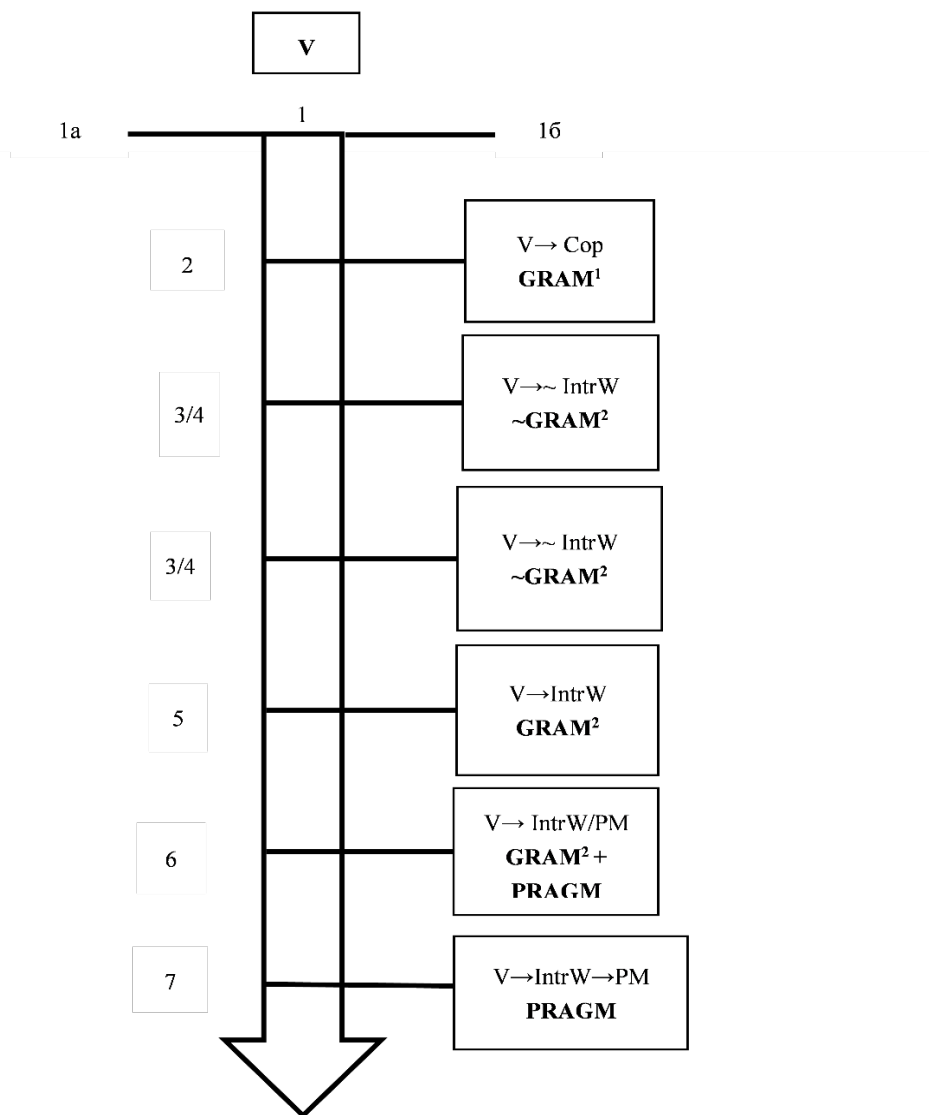 V
1
1а
1б
2
V→ Cop
GRAM¹
3/4
V→~ IntrW
~GRAM²
3/4
V→~ IntrW
~GRAM²
5
V→IntrW
GRAM²
6
V→ IntrW/PM
GRAM² +
PRAGM
7
V→IntrW→PM
PRAGM